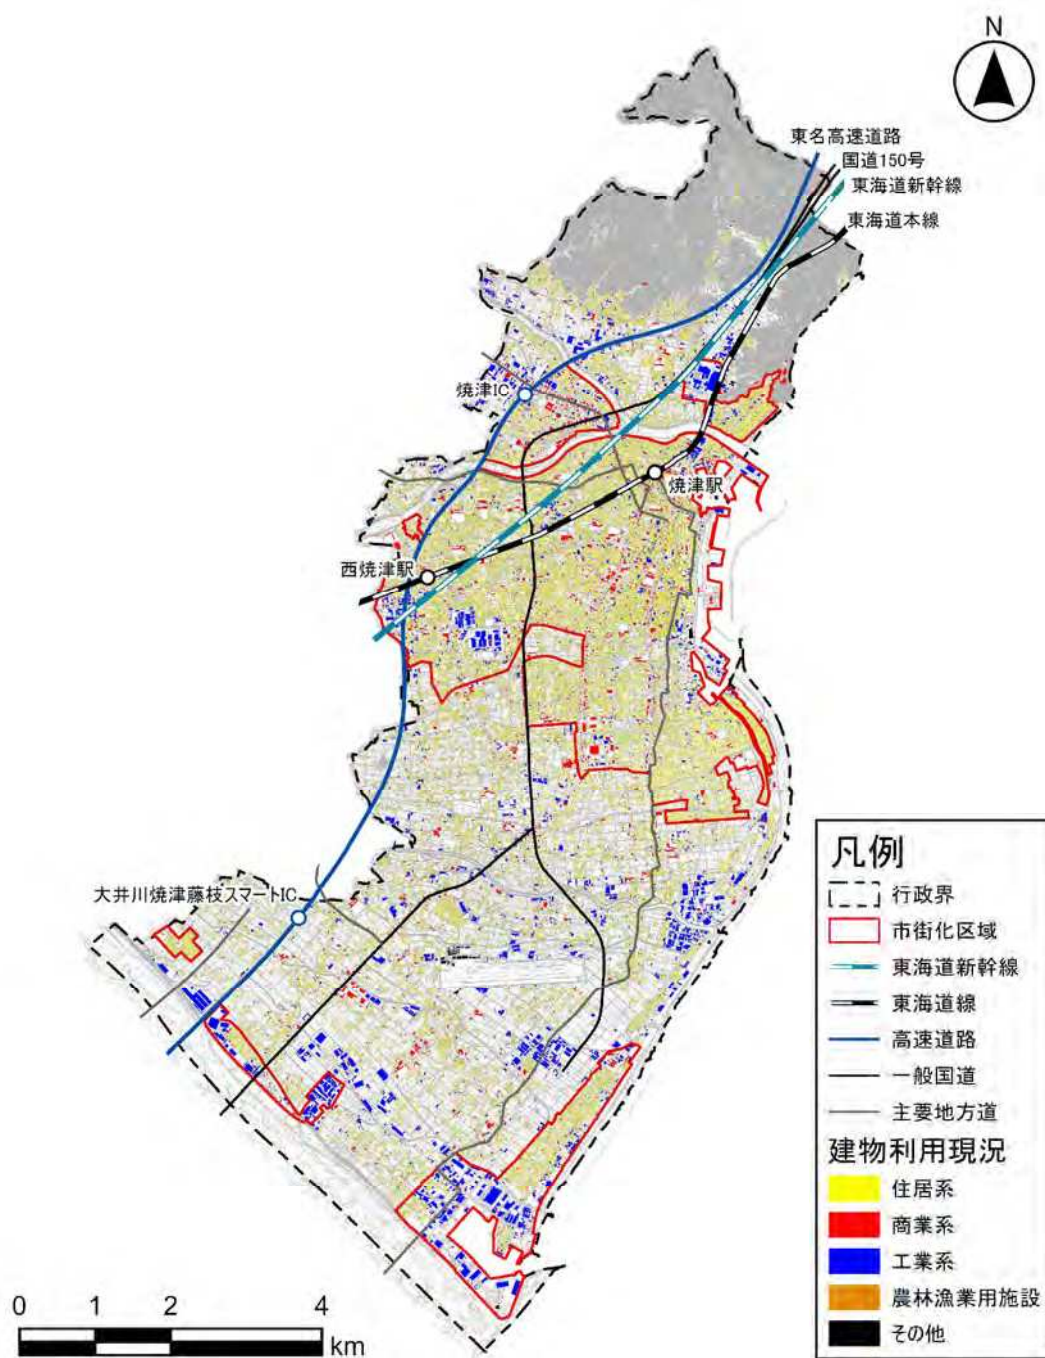 N
東名高速道路
国道150号
東海道新幹線
東海道本線
焼津IC
焼津駅
西焼津駅
大井川焼津藤枝スマートIC
凡例
行政界
市街化区域
東海道新幹線
東海道線
高速道路
一般国道
主要地方道
建物利用現況
住居系
商業系
工業系
農林漁業用施設
その他
0 1 2 4
km